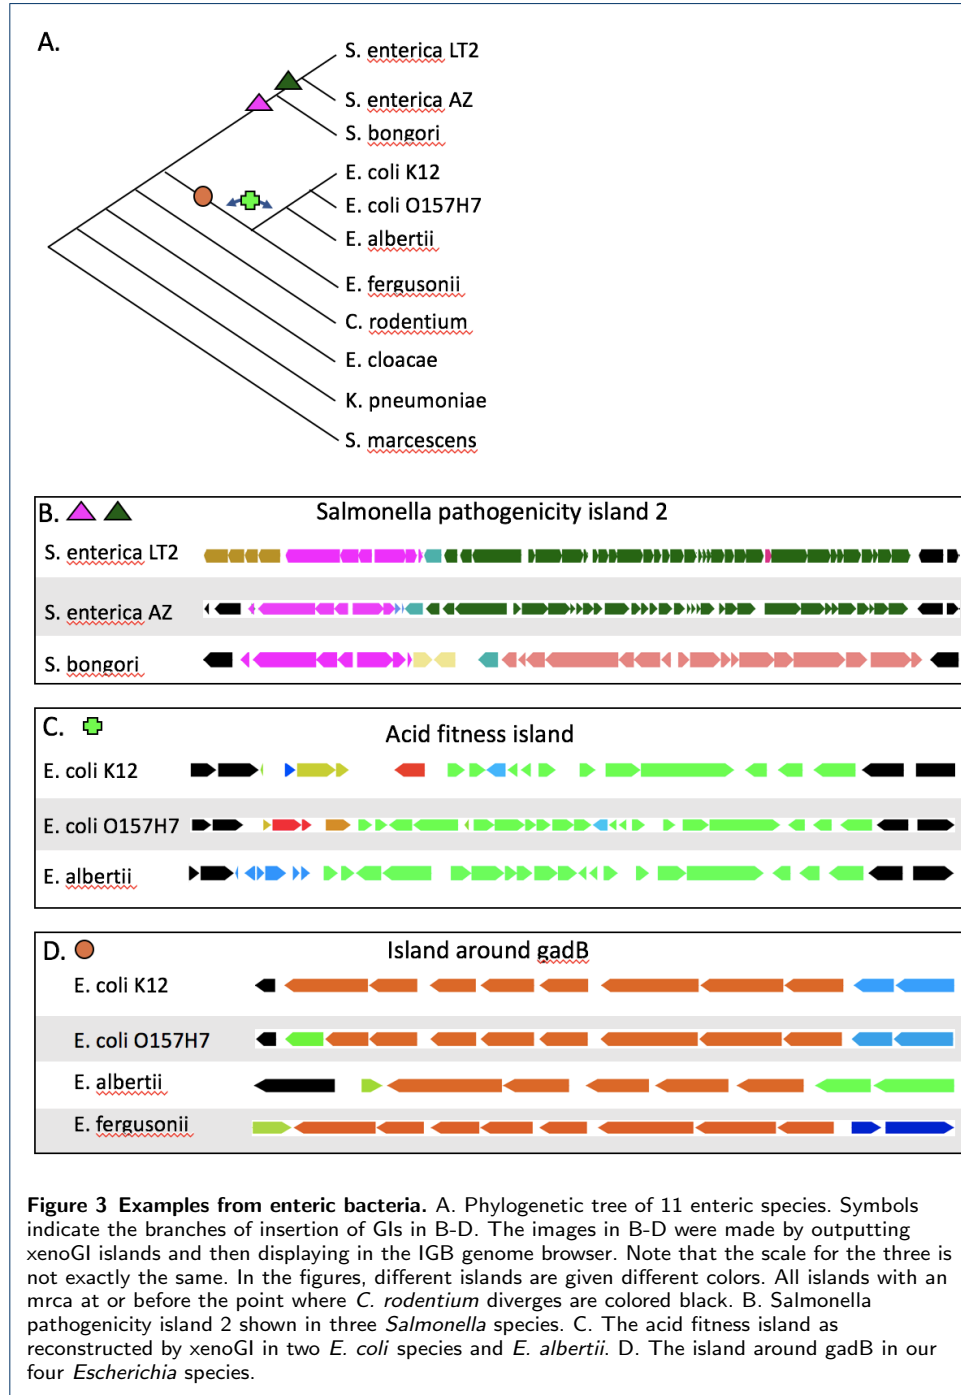 A.
S. enterica LT2
S. enterica AZ
S. bongori
E. coli K12
E. coli O157H7
E. albertii
E. fergusonii
C. rodentium
E. cloacae
K. pneumoniae
S. marcescens
B.
Salmonella pathogenicity island 2
S. enterica LT2
S. enterica AZ
S. bongori
C.
Acid fitness island
E. coli K12
E. coli O157H7
E. albertii
D.
Island around gadB
E. coli K12
E. coli O157H7
E. albertii
E. fergusonii
Figure 3 Examples from enteric bacteria. A. Phylogenetic tree of 11 enteric species. Symbols
indicate the branches of insertion of GIs in B-D. The images in B-D were made by outputting
xenoGI islands and then displaying in the IGB genome browser. Note that the scale for the three is
not exactly the same. In the figures, different islands are given different colors. All islands with an
mrca at or before the point where C. rodentium diverges are colored black. B. Salmonella
pathogenicity island 2 shown in three Salmonella species. C. The acid fitness island as
reconstructed by xenoGI in two E. coli species and E. albertii. D. The island around gadB in our
four Escherichia species.